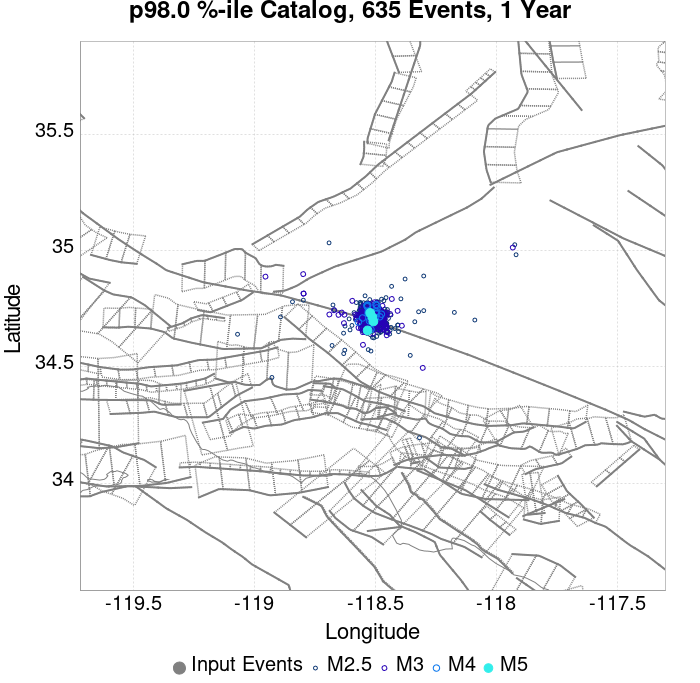 p98.0 %-ile Catalog, 635 Events, 1 Year
35.5
35
34.5
34
Latitude
-119.5 -119 -118.5 -118 -117.5
Longitude
Input Events M2.5 M3 M4 M5